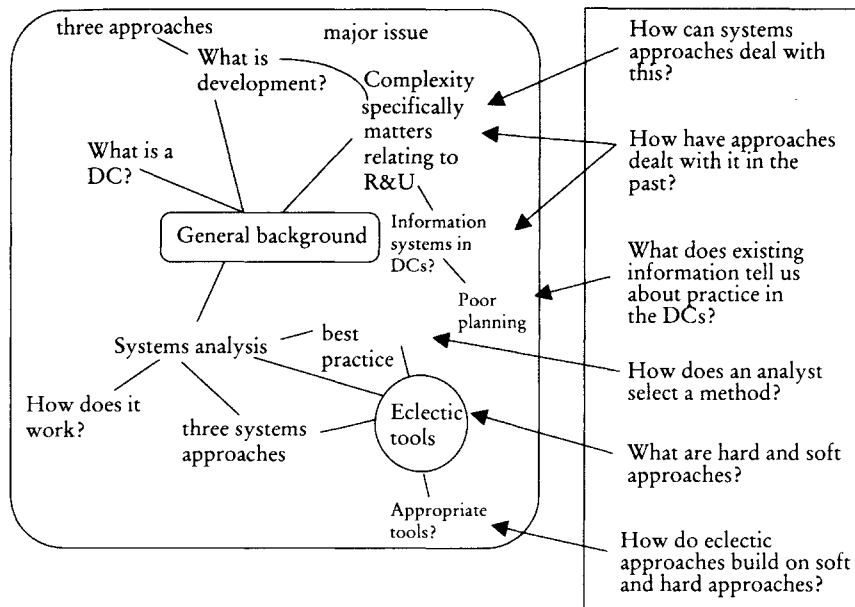 three approaches
major issue
What is
development?
Complexity
specifically
matters
relating to
R&U
What is a
DC?
General background
Information
systems in
DCs?
Poor
planning
Systems analysis
best
practice
How does it
work?
three systems
approaches
Eclectic
tools
Appropriate
tools?
How can systems
approaches deal with
this?
How have approaches
dealt with it in the
past?
What does existing
information tell us
about practice in
the DCs?
How does an analyst
select a method?
What are hard and soft
approaches?
How do eclectic
approaches build on soft
and hard approaches?